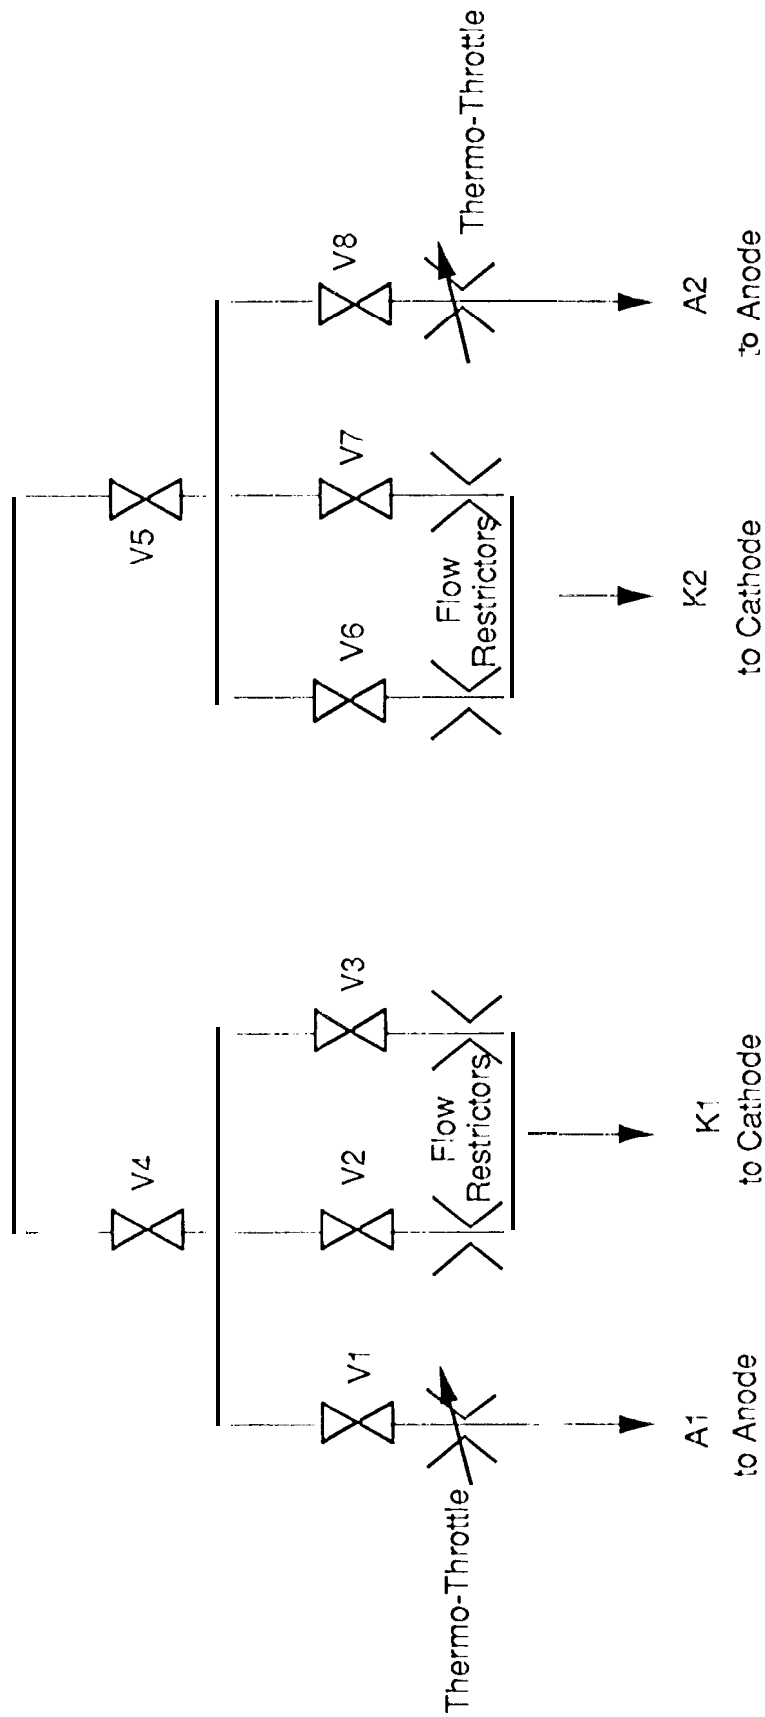 V4
V5
V1
V2
V3
V6
V7
V8
Thermo-Throttle
Flow
Restrictors
Flow
Restrictors
Thermo-Throttle
A1
to Anode
K1
to Cathode
K2
to Cathode
A2
to Anode